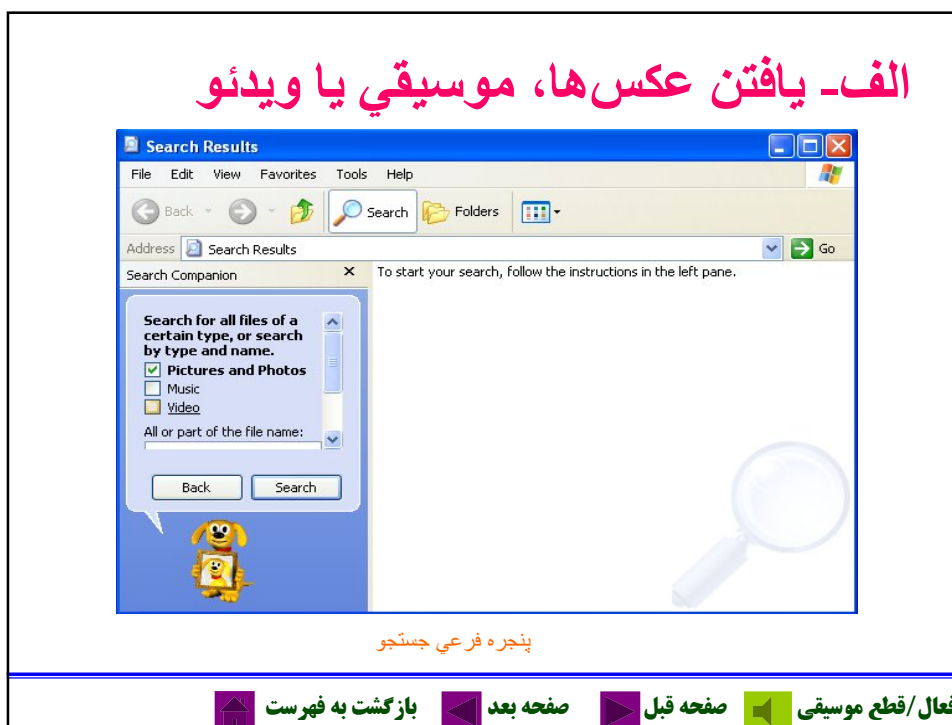 الف- يافتن عكس‌ها، موسيقي يا ويدئو
Search Results
File Edit View Favorites Tools Help
Back Search Folders
Address Search Results Go
Search Companion
To start your search, follow the instructions in the left pane.
Search for all files of a
certain type, or search
by type and name.
Pictures and Photos
Music
Video
All or part of the file name:
Back Search
پنجره فرعي جستجو
قطع موسیقی صفحه قبل صفحه بعد بازگشت به فهرست